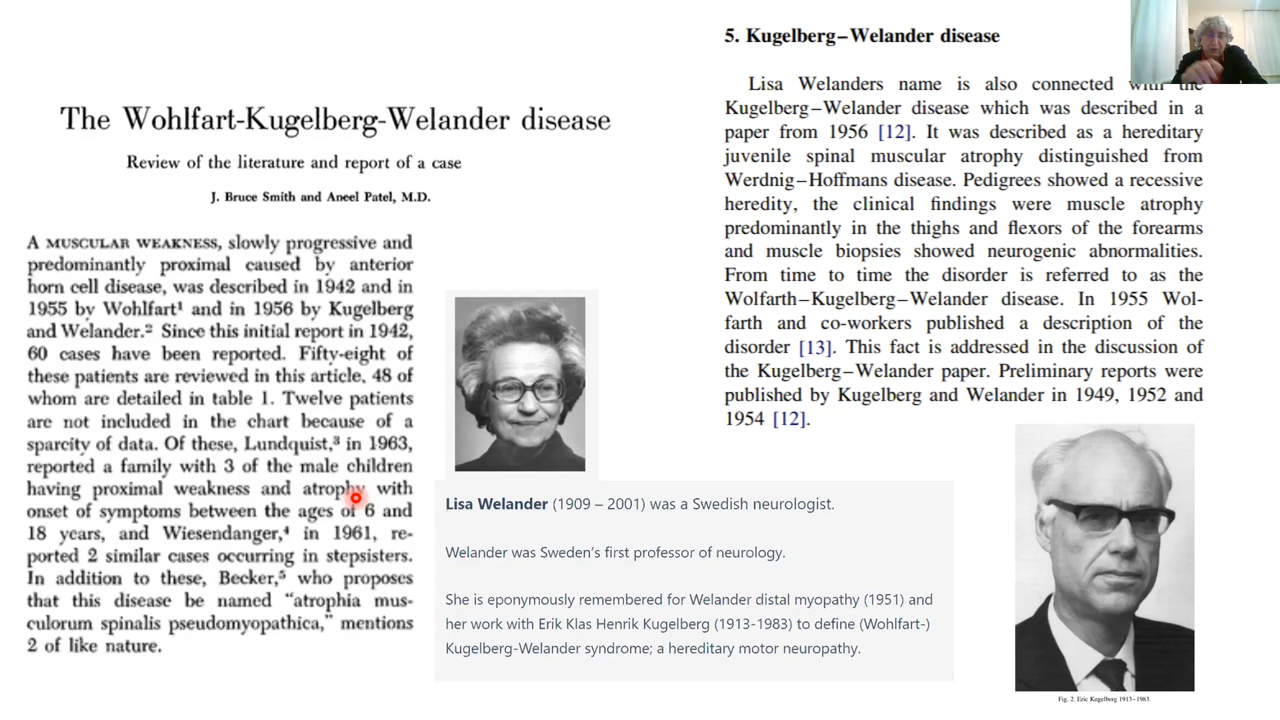 The Wohlfart-Kugelberg-Welander disease
Review of the literature and report of a case
J. Bruce Smith and Aneel Patel, M.D.
A MUSCULAR WEAKNESS, slowly progressive and
predominantly proximal caused by anterior
horn cell disease, was described in 1942 and in
1955 by Wohlfart¹ and in 1956 by Kugelberg
and Welander.² Since this initial report in 1942,
60 cases have been reported. Fifty-eight of
these patients are reviewed in this article, 48 of
whom are detailed in table 1. Twelve patients
are not included in the chart because of a
sparcity of data. Of these, Lundquist,³ in 1963,
reported a family with 3 of the male children
having proximal weakness and atrophy with
onset of symptoms between the ages of 6 and
18 years, and Wiesendanger,⁴ in 1961, re-
ported 2 similar cases occurring in stepsisters.
In addition to these, Becker,⁵ who proposes
that this disease be named “atrophia mus-
culorum spinalis pseudomyopathica,” mentions
2 of like nature.
Lisa Welander (1909 – 2001) was a Swedish neurologist.
Welander was Sweden’s first professor of neurology.
She is eponymously remembered for Welander distal myopathy (1951) and
her work with Erik Klas Henrik Kugelberg (1913-1983) to define (Wohlfart-)
Kugelberg-Welander syndrome; a hereditary motor neuropathy.
5. Kugelberg–Welander disease
Lisa Welanders name is also connected with the
Kugelberg–Welander disease which was described in a
paper from 1956 [12]. It was described as a hereditary
juvenile spinal muscular atrophy distinguished from
Werdnig–Hoffmans disease. Pedigrees showed a recessive
heredity, the clinical findings were muscle atrophy
predominantly in the thighs and flexors of the forearms
and muscle biopsies showed neurogenic abnormalities.
From time to time the disorder is referred to as the
Wolfarth–Kugelberg–Welander disease. In 1955 Wol-
farth and co-workers published a description of the
disorder [13]. This fact is addressed in the discussion of
the Kugelberg–Welander paper. Preliminary reports were
published by Kugelberg and Welander in 1949, 1952 and
1954 [12].
Fig. 2. Eric Kugelberg 1913–1983